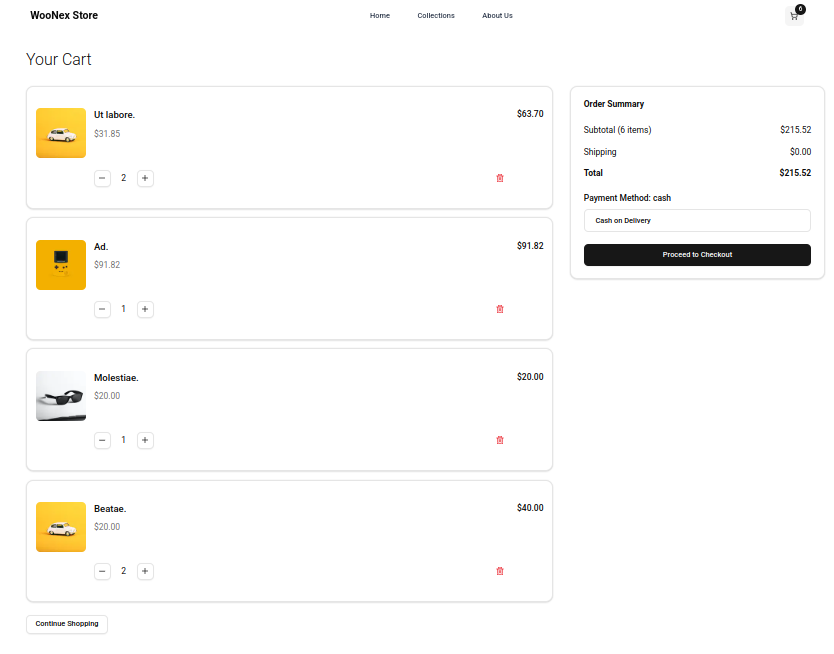 WooNex Store
Home
Collections
About Us
6
Your Cart
Ut labore.
$63.70
$31.85
2
Ad.
$91.82
$91.82
1
Molestiae.
$20.00
$20.00
1
Beatae.
$40.00
$20.00
2
Continue Shopping
Order Summary
Subtotal (6 items) $215.52
Shipping $0.00
Total $215.52
Payment Method: cash
Cash on Delivery
Proceed to Checkout